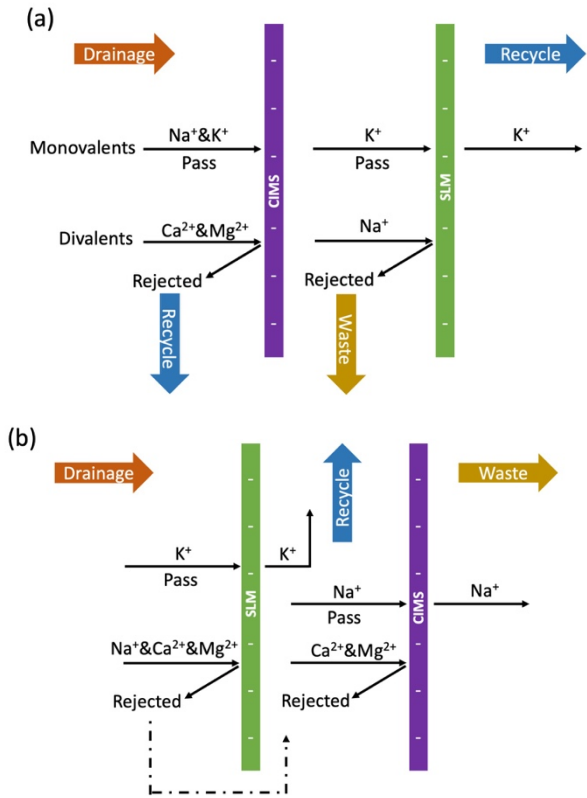 (a)
Drainage
Recycle
Monovalents
Na⁺&K⁺
Pass
K⁺
Pass
K⁺
CIMS
SLM
Divalents
Ca²⁺&Mg²⁺
Rejected
Na⁺
Rejected
Recycle
Waste
(b)
Drainage
Recycle
Waste
K⁺
Pass
K⁺
Na⁺
Pass
Na⁺
SLM
CIMS
Na⁺&Ca²⁺&Mg²⁺
Rejected
Ca²⁺&Mg²⁺
Rejected